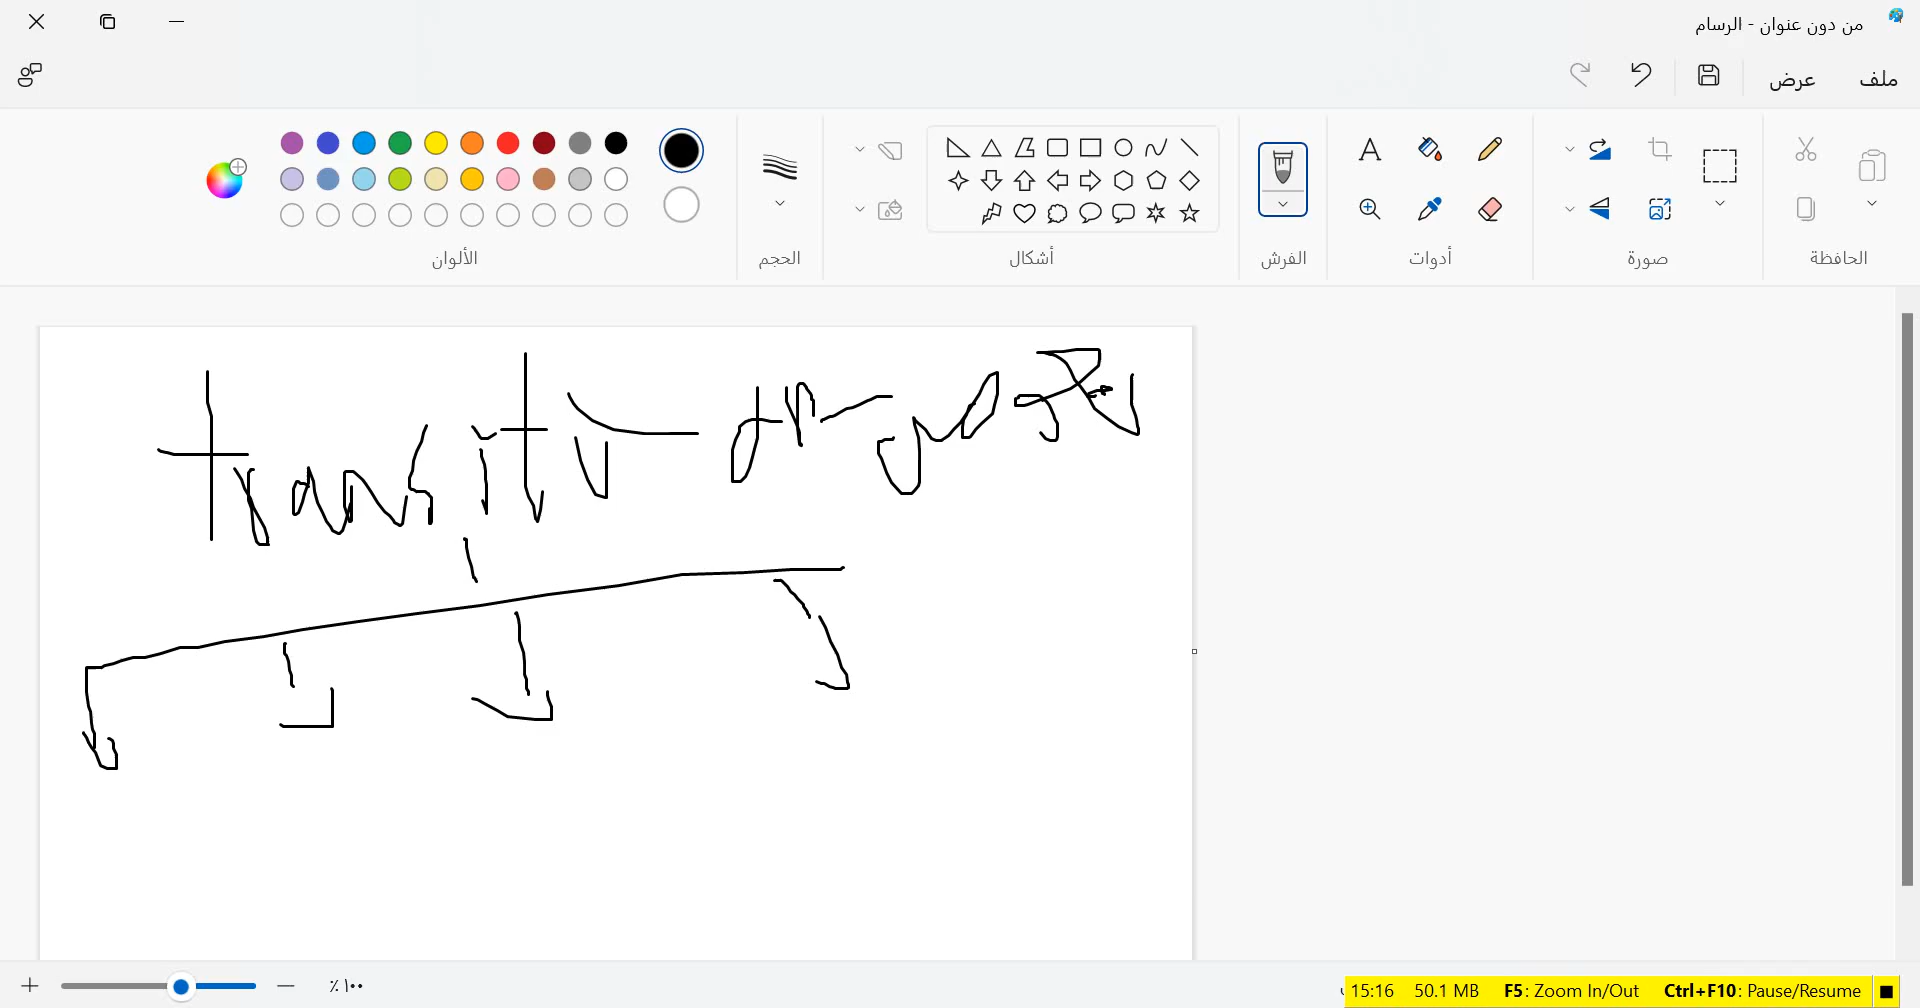 من دون عنوان - الرسام
ملف
عرض
الحافظة
صورة
أدوات
الفرش
أشكال
الحجم
الألوان
٪١٠٠
15:16 50.1 MB F5: Zoom In/Out Ctrl+F10: Pause/Resume